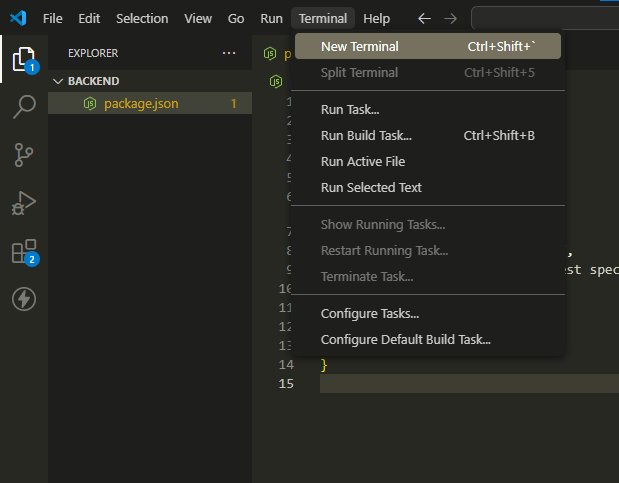 File Edit Selection View Go Run Terminal Help
EXPLORER
BACKEND
package.json 1
1
2
p
New Terminal Ctrl+Shift+`
Split Terminal Ctrl+Shift+5
Run Task...
Run Build Task... Ctrl+Shift+B
Run Active File
Run Selected Text
Show Running Tasks...
Restart Running Task...
Terminate Task...
Configure Tasks...
Configure Default Build Task...
1
2
3
4
5
6
7
8 ,
9 est spec
10
11
12
13
14 }
15